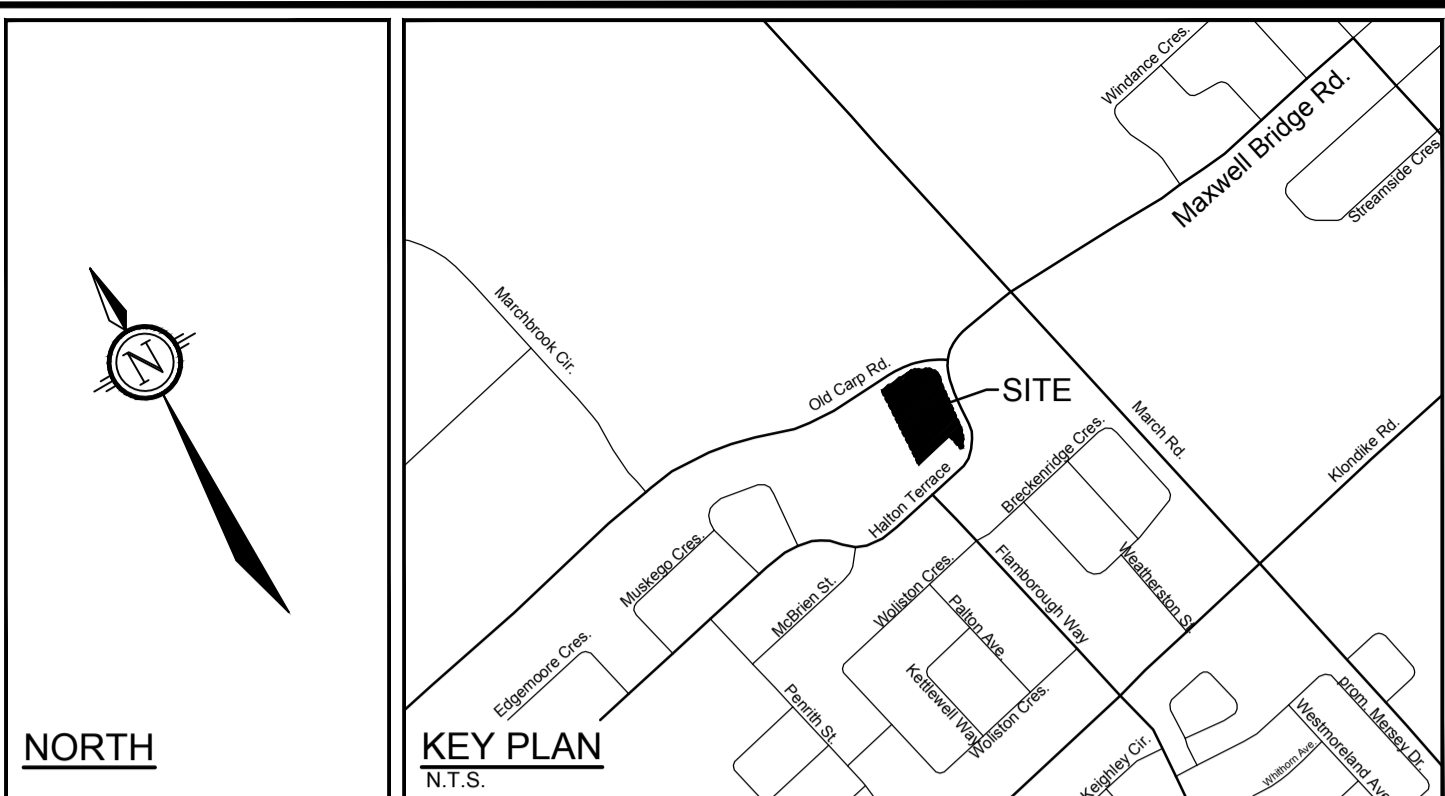 N
NORTH
Windance Cres.
Maxwell Bridge Rd.
Streamside Cres.
Marchbrook Cir.
Old Carp Rd.
SITE
March Rd.
Breckenridge Cres.
Klondike Rd.
Halton Terrace
Muskego Cres.
McBrien St.
Woliston Cres.
Flamborough Way
Weatherston St.
Palton Ave.
Edgemoore Cres.
Penrith St.
Kettlewell Way
Woliston Cres.
prom. Mersey Dr.
Westmoreland Ave
Keighley Cir.
Whithorn Ave.
KEY PLAN
N.T.S.